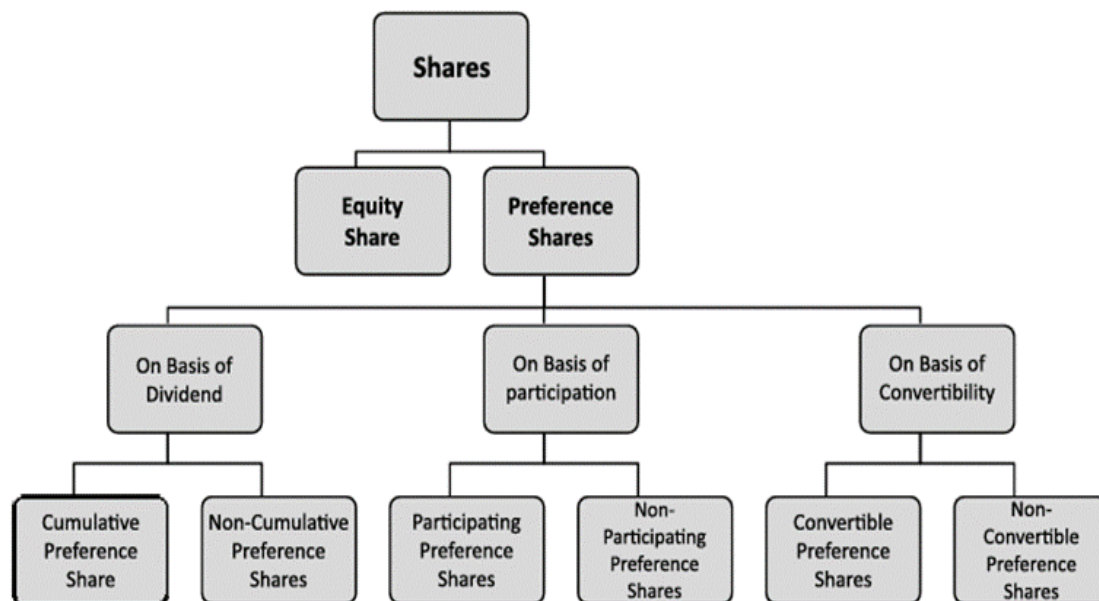 Shares
Equity
Share
Preference
Shares
On Basis of
Dividend
On Basis of
participation
On Basis of
Convertibility
Cumulative
Preference
Share
Non-Cumulative
Preference
Shares
Participating
Preference
Shares
Non-
Participating
Preference
Shares
Convertible
Preference
Shares
Non-
Convertible
Preference
Shares